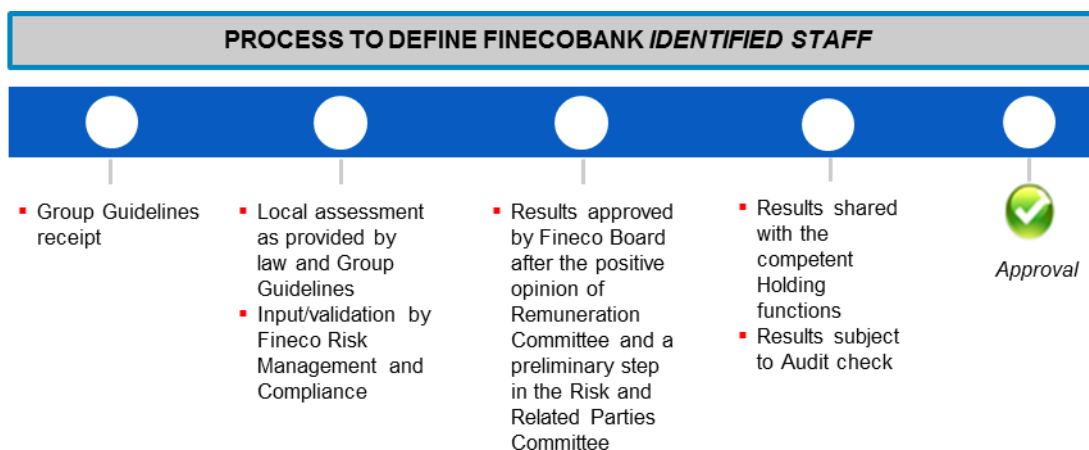 PROCESS TO DEFINE FINECOBANK IDENTIFIED STAFF
Group Guidelines
receipt
Local assessment
as provided by
law and Group
Guidelines
Input/validation by
Fineco Risk
Management and
Compliance
Results approved
by Fineco Board
after the positive
opinion of
Remuneration
Committee and a
preliminary step
in the Risk and
Related Parties
Committee
Results shared
with the
competent
Holding
functions
Results subject
to Audit check
Approval